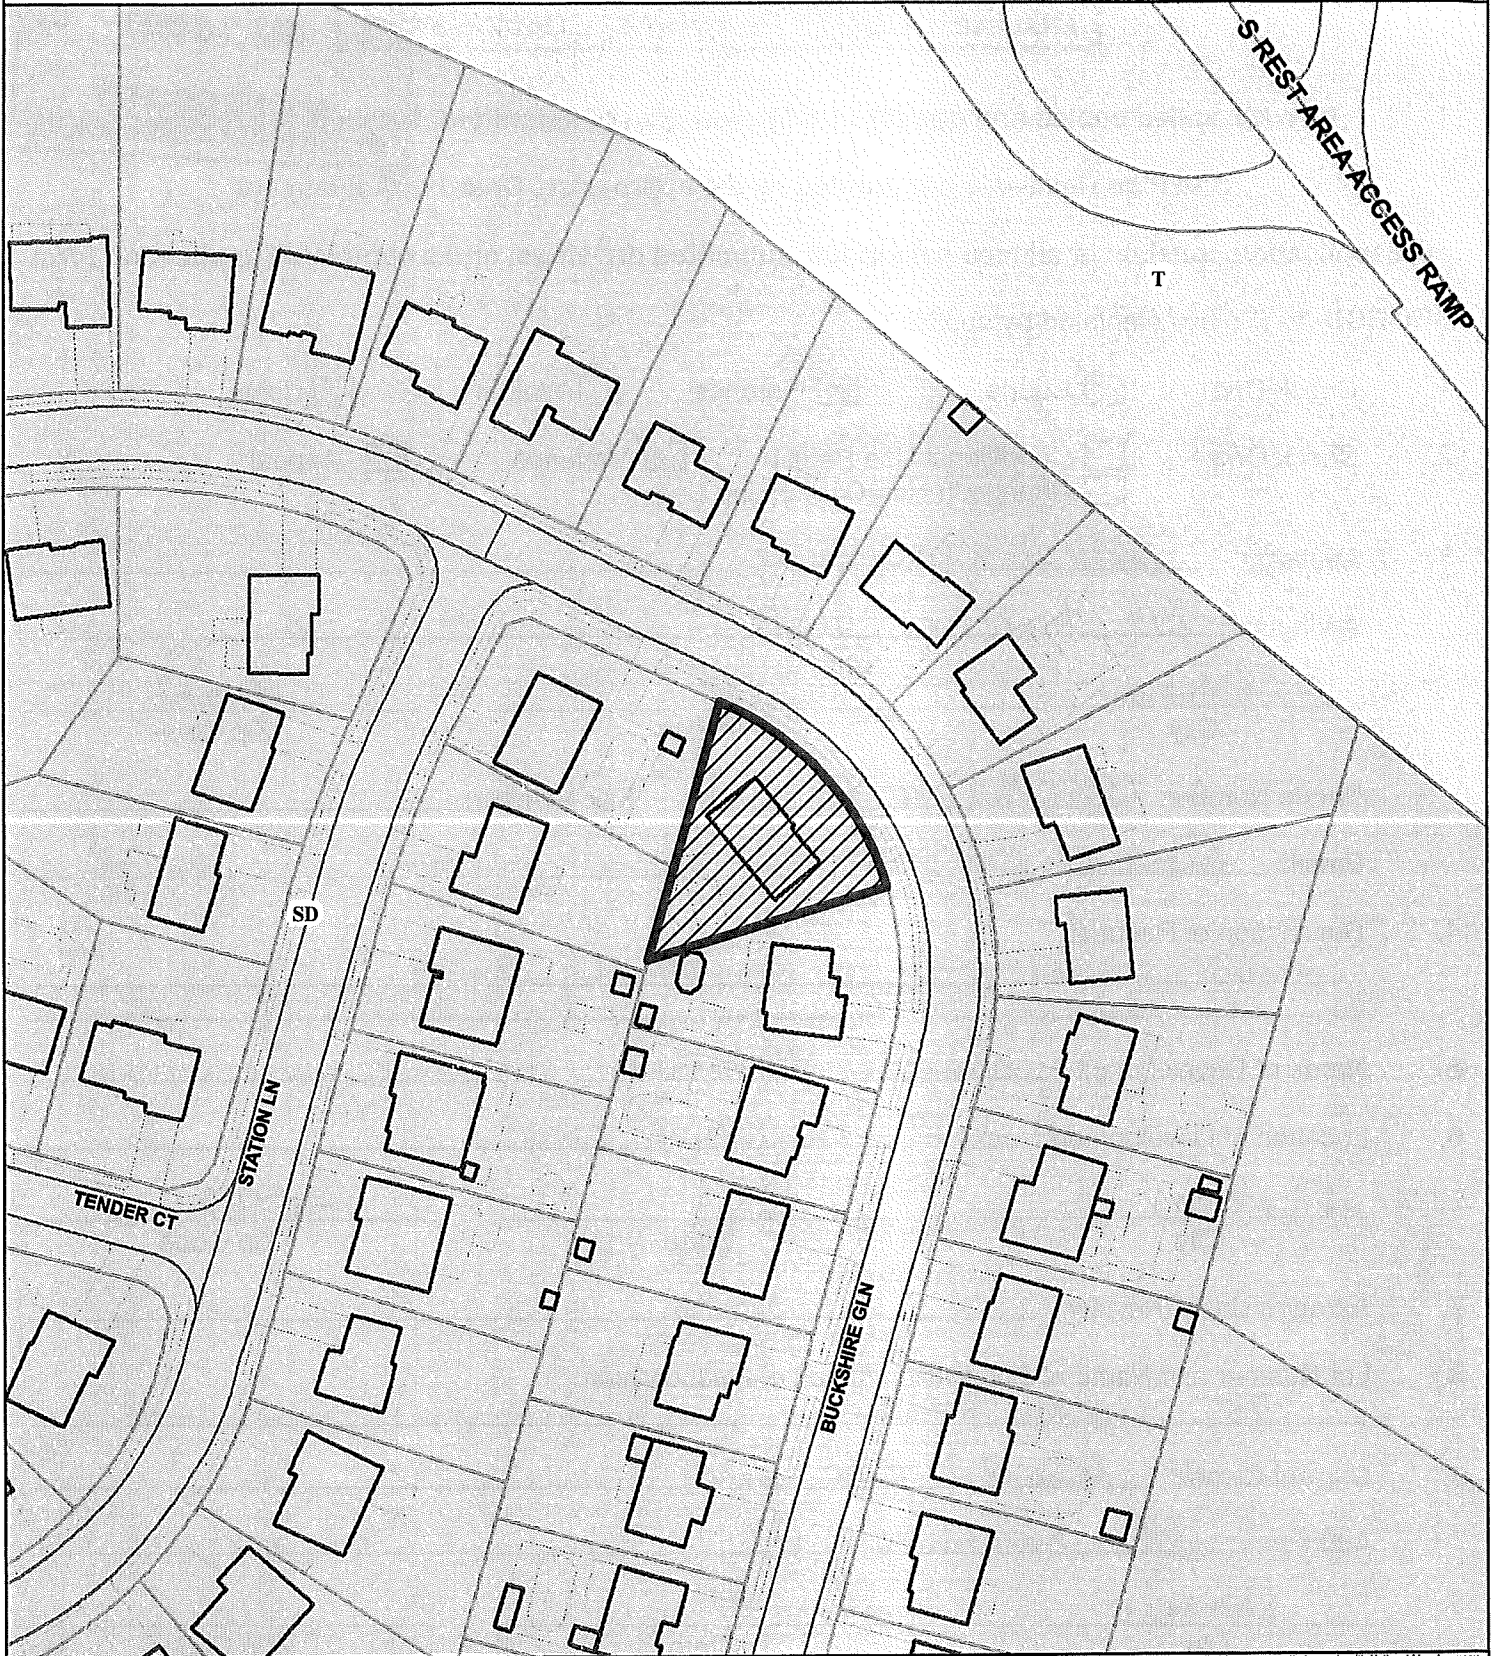 S REST AREA ACCESS RAMP
T
SD
STATION LN
TENDER CT
BUCKSHIRE GLN